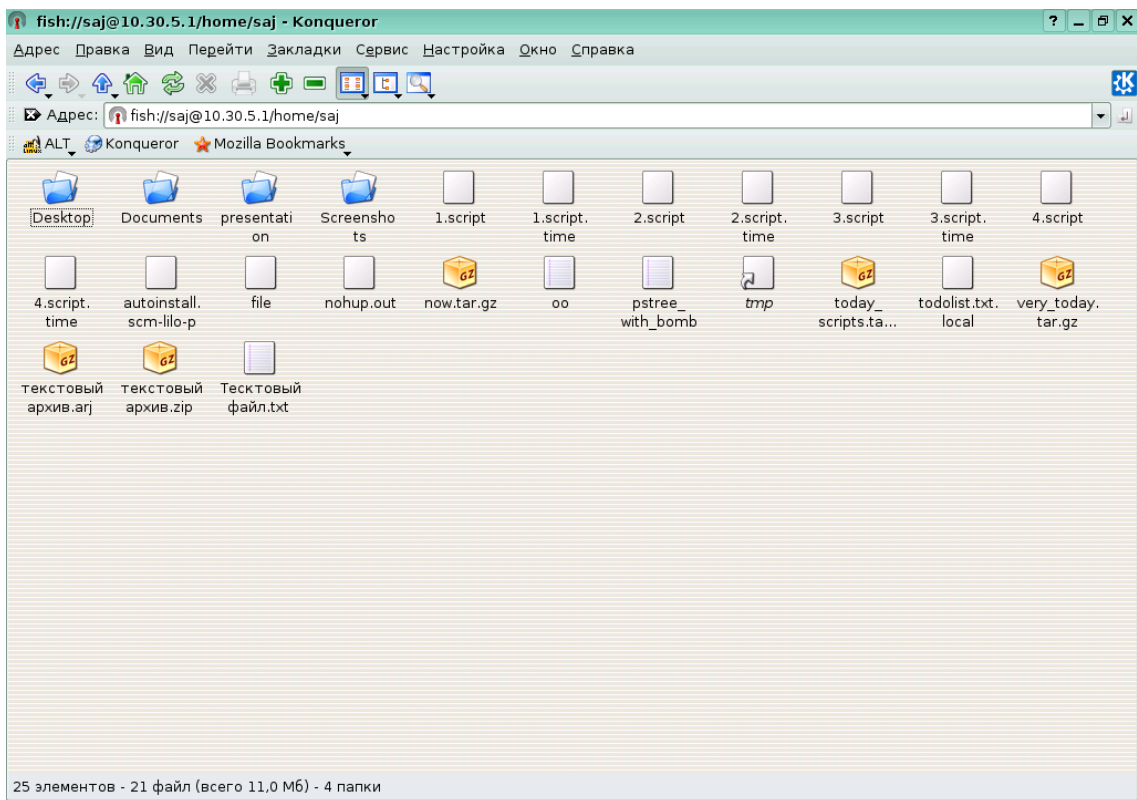 fish://saj@10.30.5.1/home/saj - Konqueror
Адрес Правка Вид Перейти Закладки Сервис Настройка Окно Справка
Адрес: fish://saj@10.30.5.1/home/saj
ALT Konqueror Mozilla Bookmarks
Desktop Documents presentati Screensho 1.script 1.script. 2.script 2.script. 3.script 3.script. 4.script
on ts time time time
4.script. autoinstall. file nohup.out now.tar.gz oo pstree_ tmp today_ todolist.txt. very_today.
time scm-lilo-p with_bomb scripts.ta... local tar.gz
текстовый текстовый Тесктовый
архив.arj архив.zip файл.txt
25 элементов - 21 файл (всего 11,0 Мб) - 4 папки